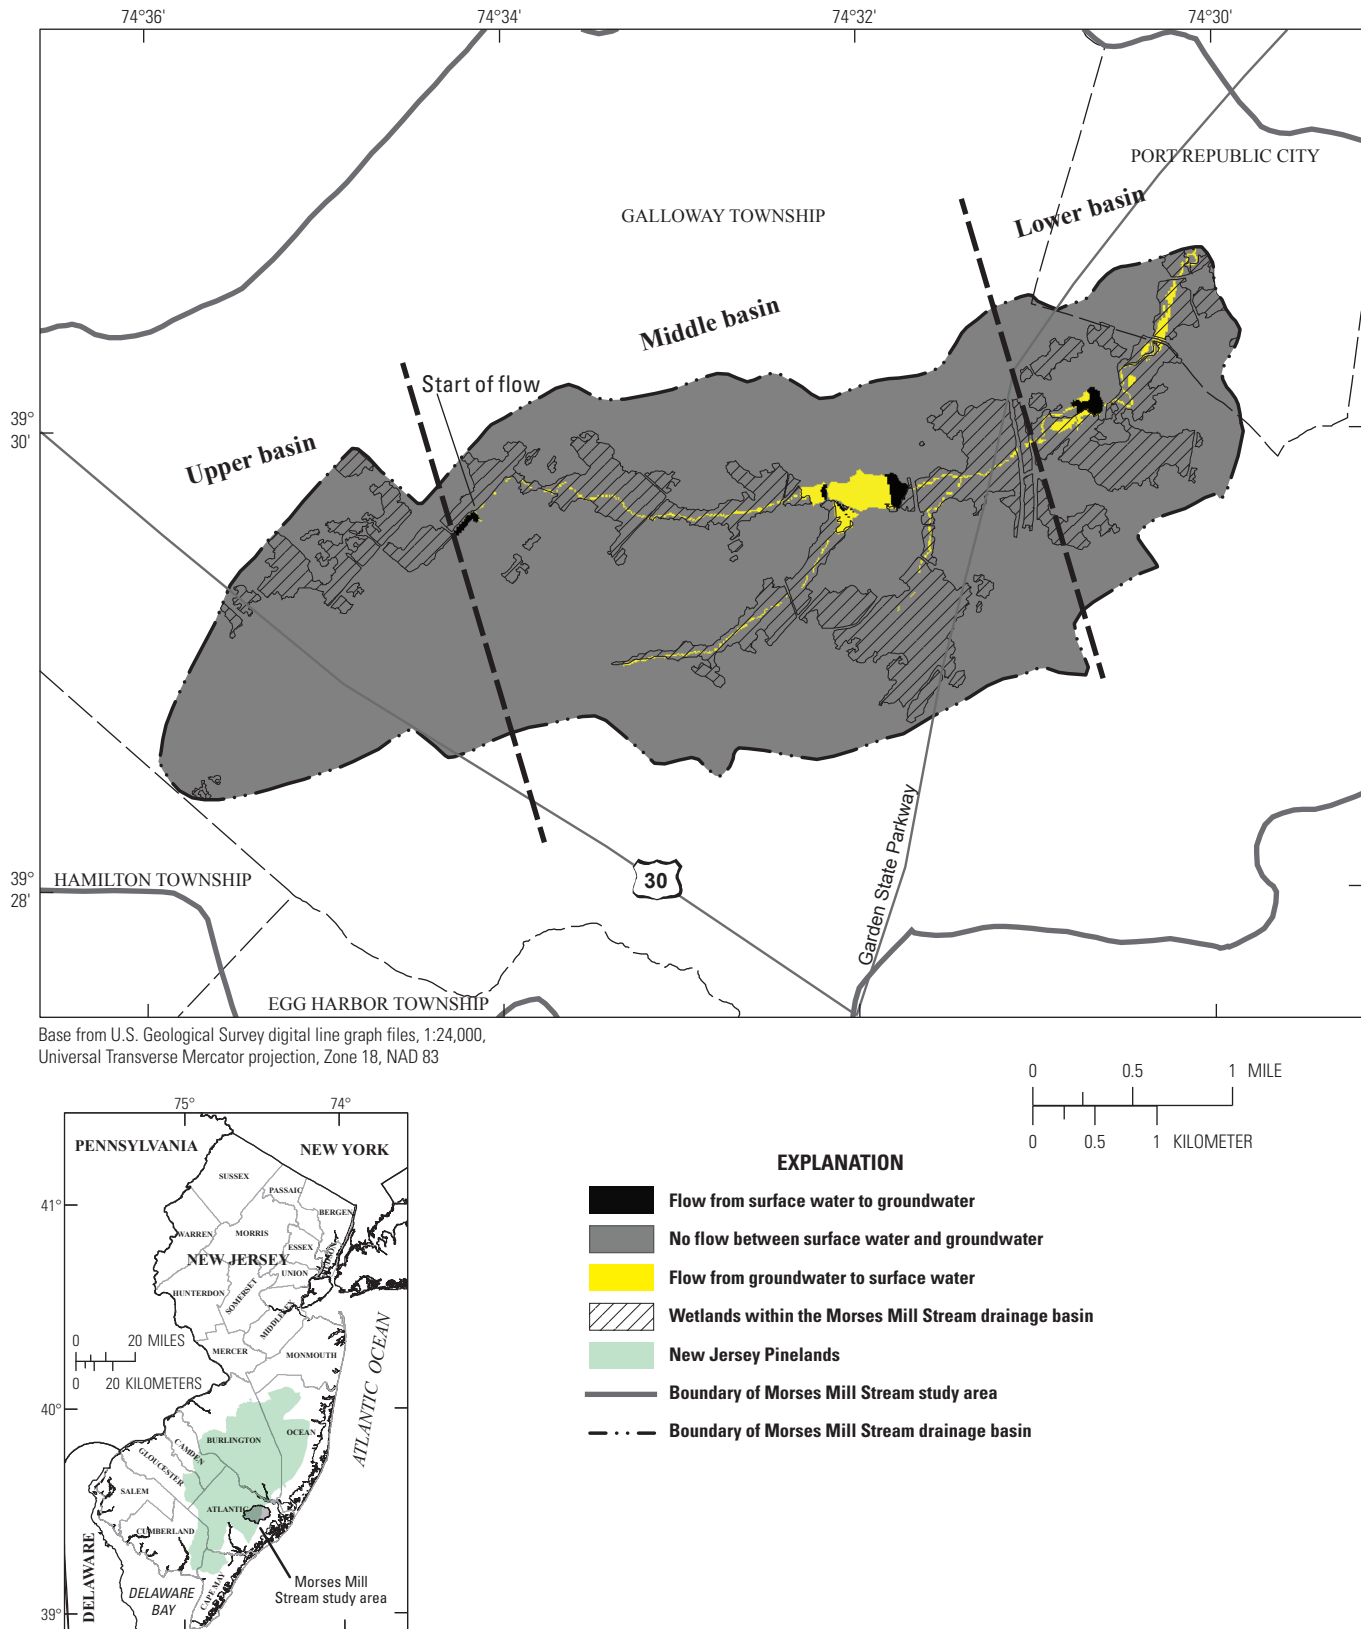 74°36'
74°34'
74°32'
74°30'
PORT REPUBLIC CITY
GALLOWAY TOWNSHIP
Lower basin
Middle basin
Start of flow
39°
30'
Upper basin
Garden State Parkway
30
39°
28'
HAMILTON TOWNSHIP
EGG HARBOR TOWNSHIP
Base from U.S. Geological Survey digital line graph files, 1:24,000,
Universal Transverse Mercator projection, Zone 18, NAD 83
0 0.5 1 MILE
0 0.5 1 KILOMETER
75°
74°
PENNSYLVANIA
NEW YORK
SUSSEX
PASSAIC
41°
BERGEN
WARREN
MORRIS
ESSEX
NEW JERSEY
UNION
HUNTERDON
SOMERSET
MIDDLESEX
0 20 MILES
MERCER
MONMOUTH
0 20 KILOMETERS
ATLANTIC OCEAN
40°
BURLINGTON
OCEAN
CAMDEN
GLOUCESTER
SALEM
ATLANTIC
CUMBERLAND
DELAWARE
CAPE MAY
DELAWARE
BAY
Morses Mill
Stream study area
39°
EXPLANATION
Flow from surface water to groundwater
No flow between surface water and groundwater
Flow from groundwater to surface water
Wetlands within the Morses Mill Stream drainage basin
New Jersey Pinelands
Boundary of Morses Mill Stream study area
Boundary of Morses Mill Stream drainage basin